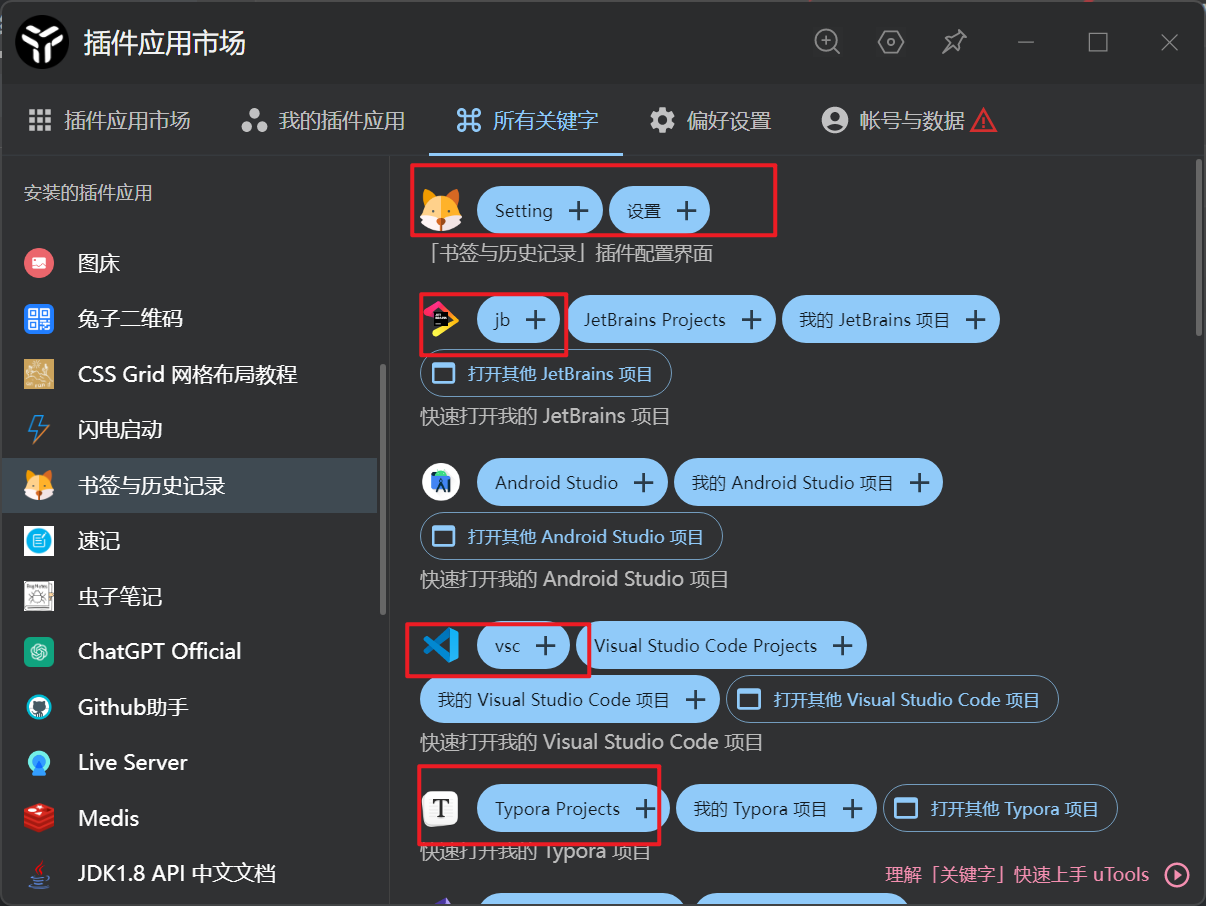 插件应用市场
插件应用市场 我的插件应用 所有关键字 偏好设置 帐号与数据
安装的插件应用
图床
兔子二维码
CSS Grid 网格布局教程
闪电启动
书签与历史记录
速记
虫子笔记
ChatGPT Official
Github助手
Live Server
Medis
JDK1.8 API 中文文档
Setting 设置
「书签与历史记录」插件配置界面
jb JetBrains Projects 我的 JetBrains 项目
打开其他 JetBrains 项目
快速打开我的 JetBrains 项目
Android Studio 我的 Android Studio 项目
打开其他 Android Studio 项目
快速打开我的 Android Studio 项目
vsc Visual Studio Code Projects
我的 Visual Studio Code 项目 打开其他 Visual Studio Code 项目
快速打开我的 Visual Studio Code 项目
T Typora Projects 我的 Typora 项目 打开其他 Typora 项目
快速打开我的 Typora 项目
理解「关键字」快速上手 uTools